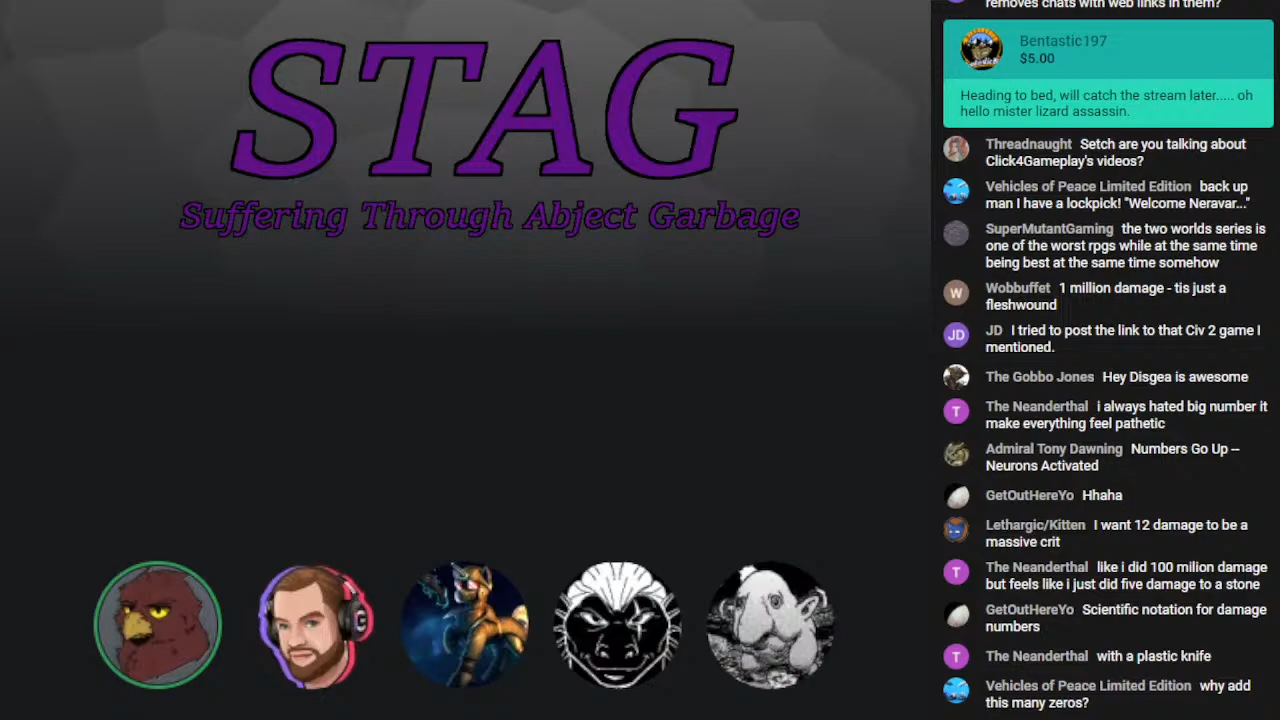 STAG
Suffering Through Abject Garbage
removes chats with web links in them?
Bentastic197
$5.00
Heading to bed, will catch the stream later..... oh
hello mister lizard assassin.
Threadnaught Setch are you talking about
Click4Gameplay's videos?
Vehicles of Peace Limited Edition back up
man I have a lockpick! "Welcome Neravar..."
SuperMutantGaming the two worlds series is
one of the worst rpgs while at the same time
being best at the same time somehow
W
Wobbuffet 1 million damage - tis just a
fleshwound
JD
JD I tried to post the link to that Civ 2 game I
mentioned.
The Gobbo Jones Hey Disgea is awesome
T
The Neanderthal i always hated big number it
make everything feel pathetic
Admiral Tony Dawning Numbers Go Up --
Neurons Activated
GetOutHereYo Hhaha
Lethargic/Kitten I want 12 damage to be a
massive crit
T
The Neanderthal like i did 100 milion damage
but feels like i just did five damage to a stone
GetOutHereYo Scientific notation for damage
numbers
T
The Neanderthal with a plastic knife
Vehicles of Peace Limited Edition why add
this many zeros?